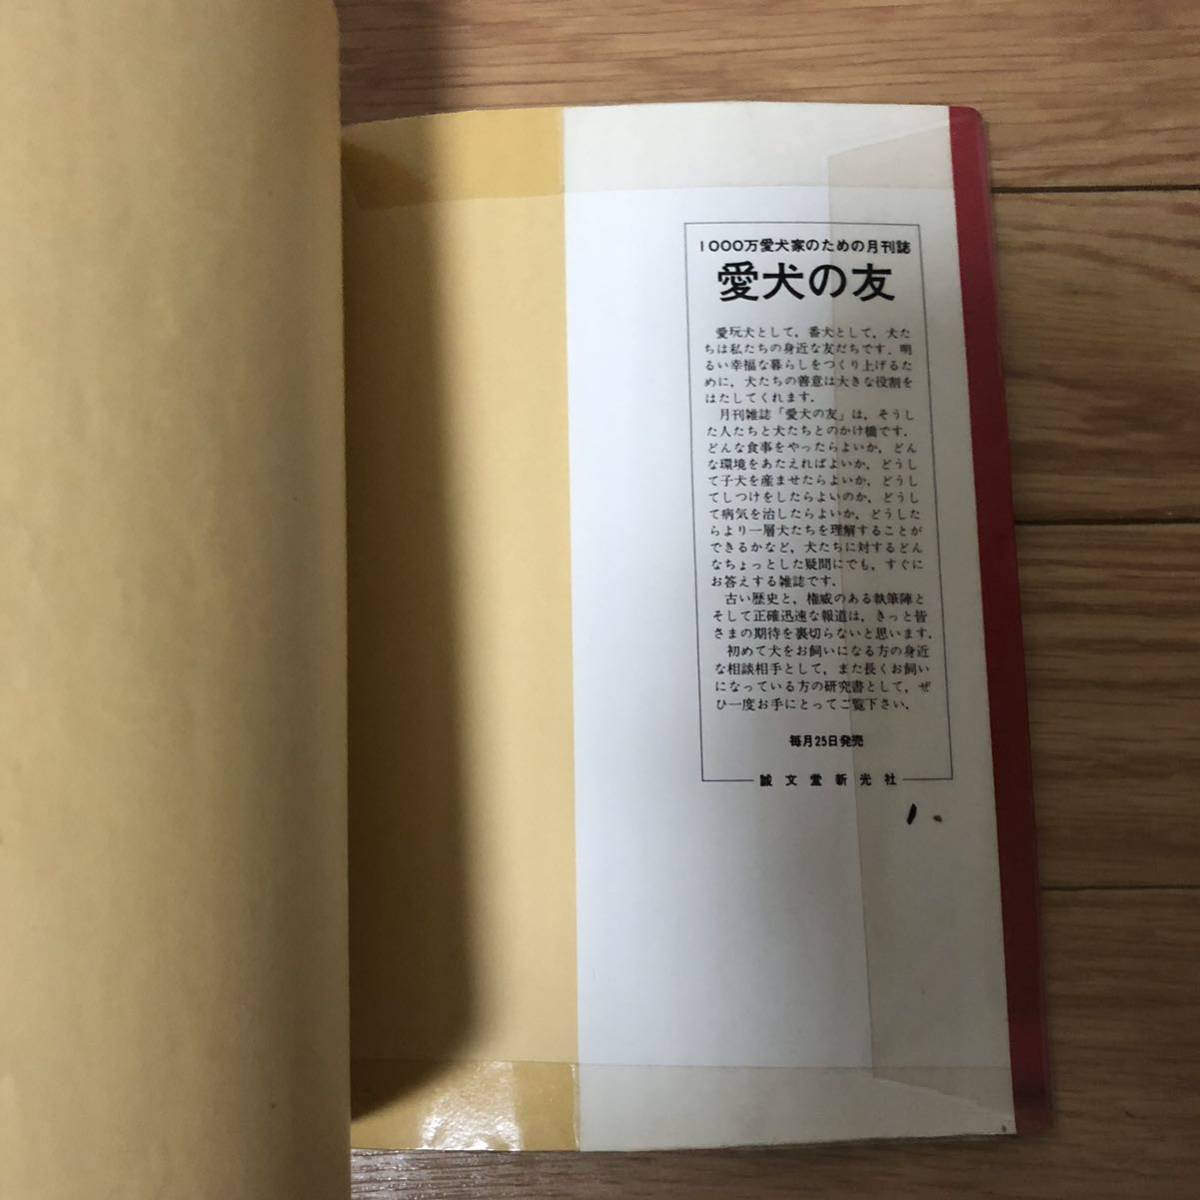 1000万愛犬家のための月刊誌
愛犬の友
愛玩犬として，番犬として，犬た
ちは私たちの身近な友だちです．明
るい幸福な暮らしをつくり上げるた
めに，犬たちの善意は大きな役割を
はたしてくれます．
月刊雑誌「愛犬の友」は，そうし
た人たちと犬たちとのかけ橋です．
どんな食事をやったらよいか，どん
な環境をあたえればよいか，どうし
て子犬を産ませたらよいか，どうし
てしつけをしたらよいのか，どうし
て病気を治したらよいか，どうした
らより一層犬たちを理解することが
できるかなど，犬たちに対するどん
なちょっとした疑問にでも，すぐに
お答えする雑誌です．
古い歴史と，権威のある執筆陣と
そして正確迅速な報道は，きっと皆
さまの期待を裏切らないと思います．
初めて犬をお飼いになる方の身近
な相談相手として，また長くお飼い
になっている方の研究書として，ぜ
ひ一度お手にとってご覧下さい．
毎月25日発売
誠文堂新光社